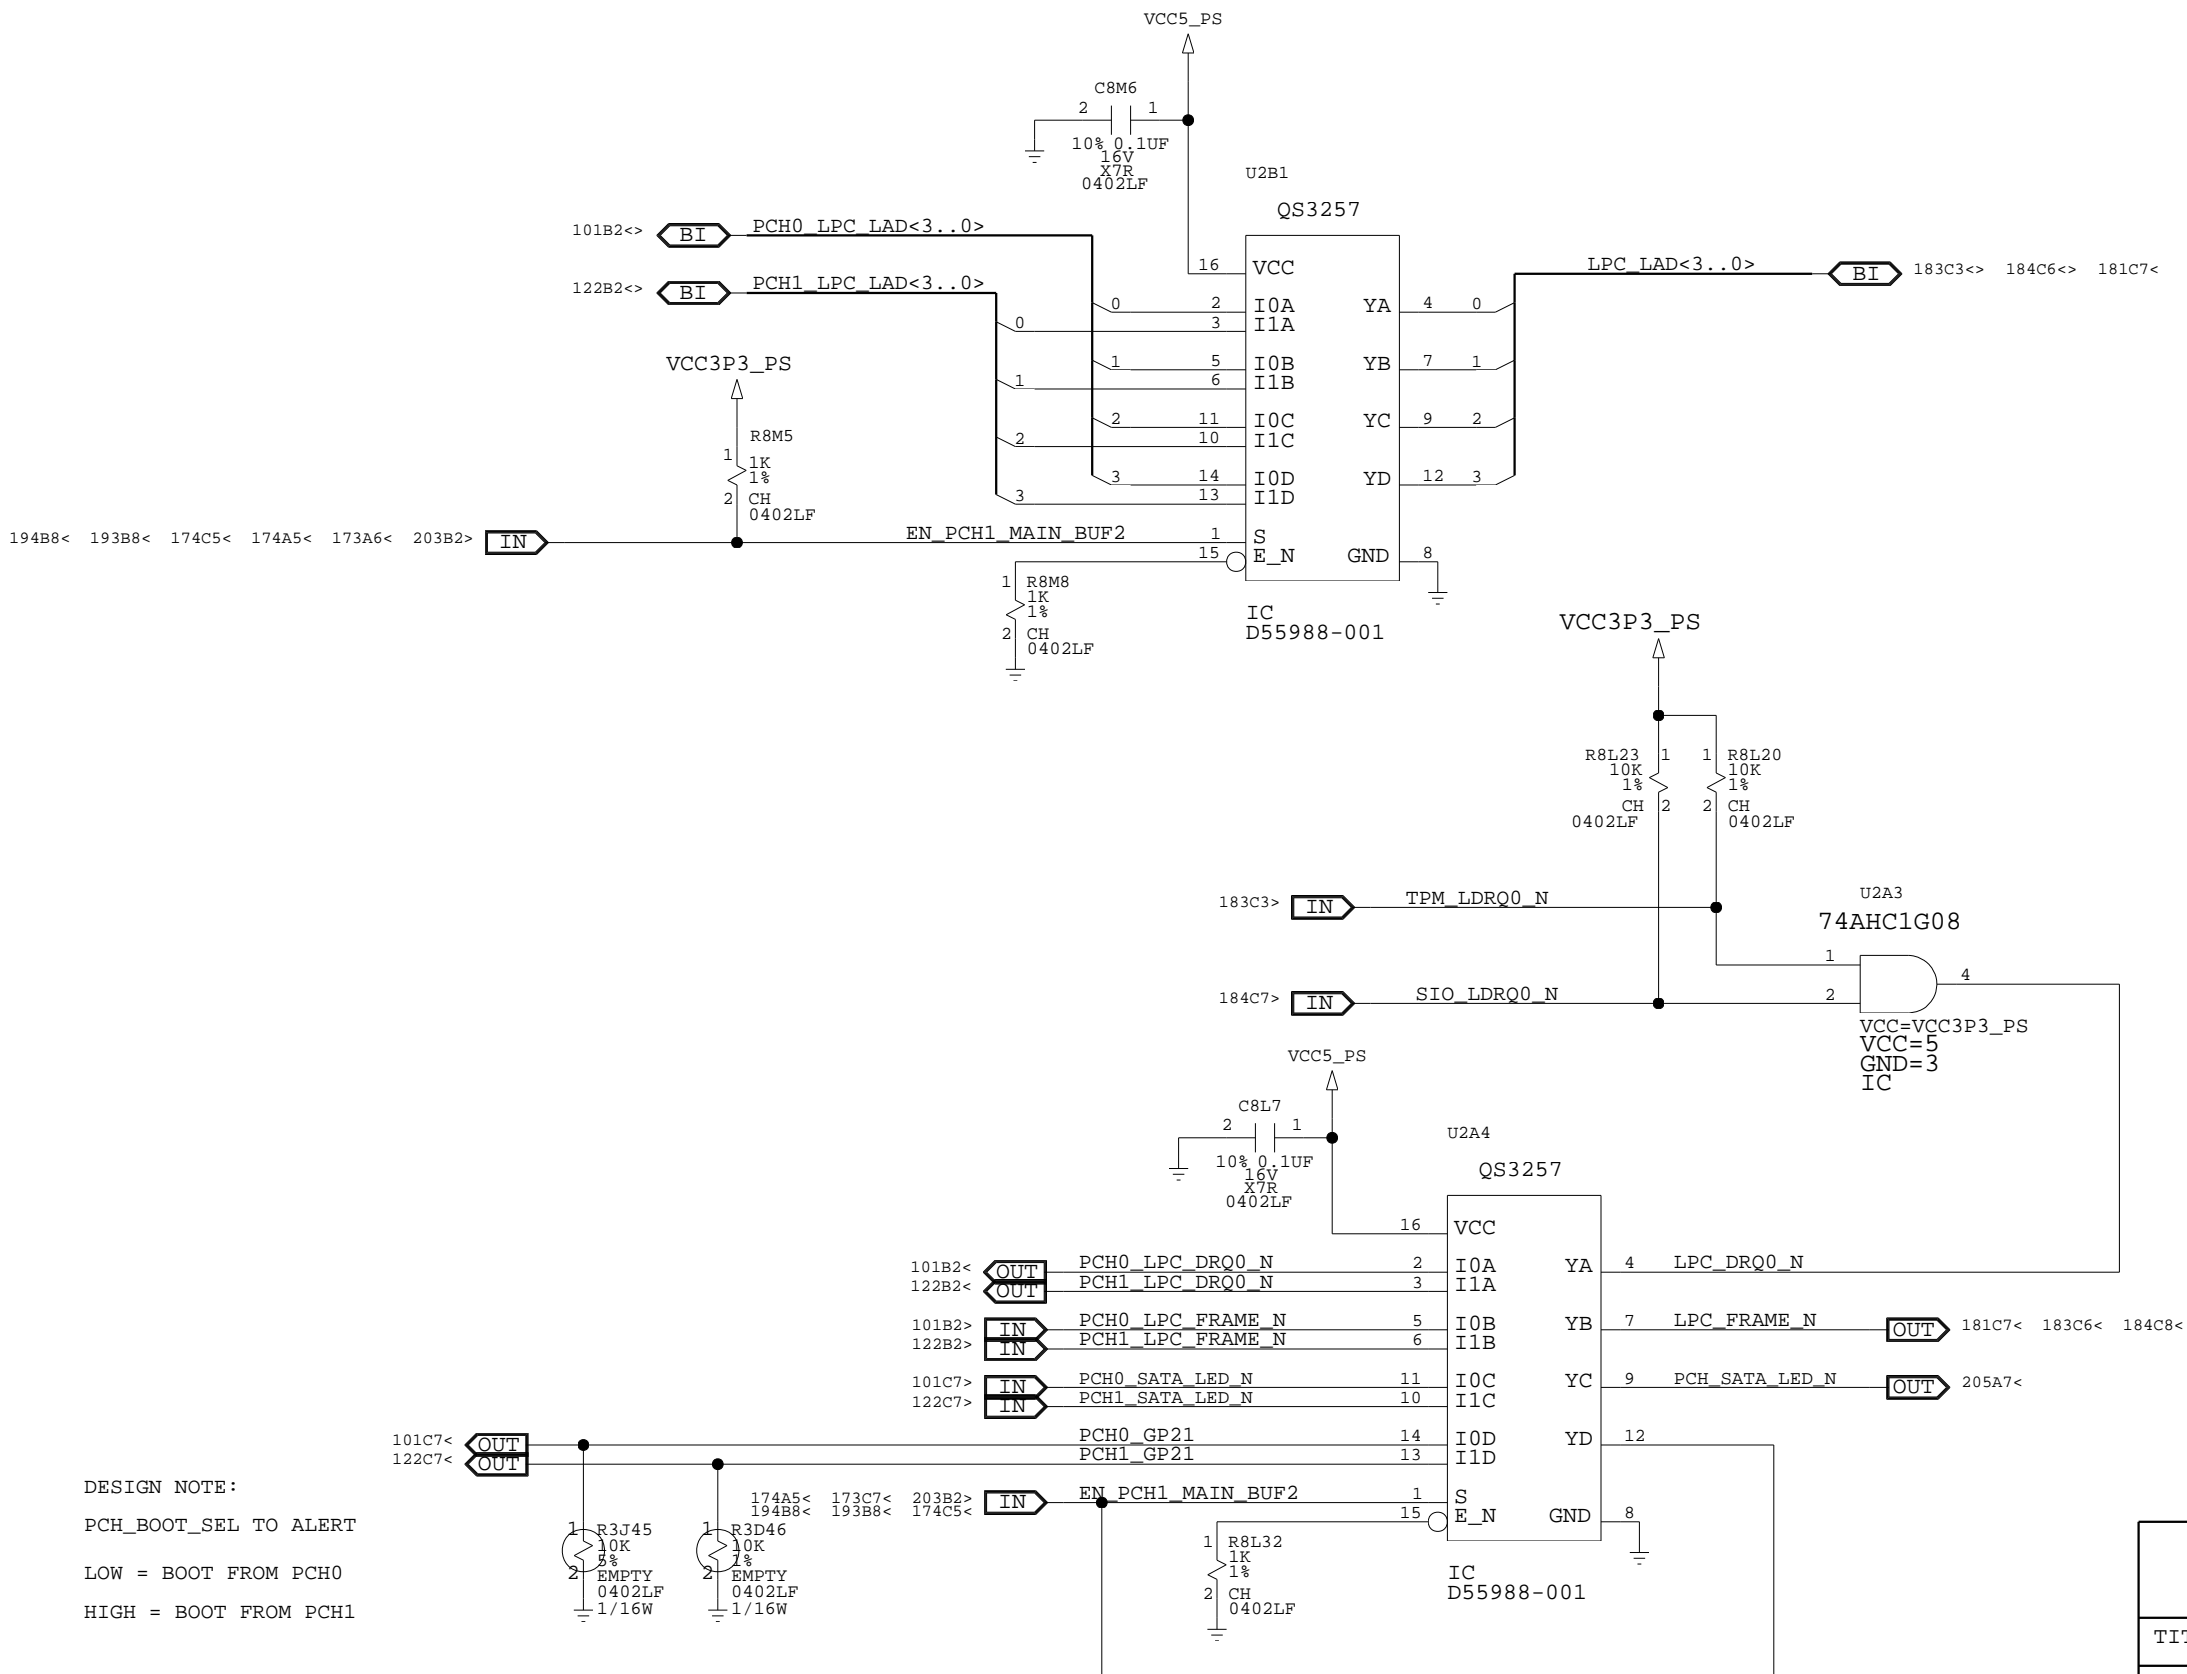 VCC5_PS
C8M6
2 1
10% 0.1UF
16V
X7R
0402LF
U2B1
QS3257
101B2<> BI PCH0_LPC_LAD<3..0>
122B2<> BI PCH1_LPC_LAD<3..0>
LPC_LAD<3..0> BI 183C3<> 184C6<> 181C7<
16 VCC
0 2 I0A YA 4 0
0 3 I1A
1 5 I0B YB 7 1
1 6 I1B
2 11 I0C YC 9 2
2 10 I1C
3 14 I0D YD 12 3
3 13 I1D
VCC3P3_PS
R8M5
1 1K
1%
2 CH
0402LF
194B8< 193B8< 174C5< 174A5< 173A6< 203B2> IN EN_PCH1_MAIN_BUF2 1 S
15 E_N GND 8
1 R8M8
1K
1%
2 CH
0402LF
IC
D55988-001
VCC3P3_PS
R8L23 1
10K
1%
CH 2
0402LF
1 R8L20
10K
1%
2 CH
0402LF
183C3> IN TPM_LDRQ0_N
184C7> IN SIO_LDRQ0_N
U2A3
74AHC1G08
1
2
4
VCC=VCC3P3_PS
VCC=5
GND=3
IC
VCC5_PS
C8L7
2 1
10% 0.1UF
16V
X7R
0402LF
U2A4
QS3257
16 VCC
101B2< OUT PCH0_LPC_DRQ0_N 2 I0A YA 4 LPC_DRQ0_N
122B2< OUT PCH1_LPC_DRQ0_N 3 I1A
101B2> IN PCH0_LPC_FRAME_N 5 I0B YB 7 LPC_FRAME_N OUT 181C7< 183C6< 184C8<
122B2> IN PCH1_LPC_FRAME_N 6 I1B
101C7> IN PCH0_SATA_LED_N 11 I0C YC 9 PCH_SATA_LED_N OUT 205A7<
122C7> IN PCH1_SATA_LED_N 10 I1C
101C7< OUT PCH0_GP21 14 I0D YD 12
122C7< OUT PCH1_GP21 13 I1D
174A5< 173C7< 203B2>
194B8< 193B8< 174C5<
IN EN_PCH1_MAIN_BUF2 1 S
15 E_N GND 8
1 R3J45
10K
5%
2 EMPTY
0402LF
1/16W
1 R3D46
10K
1%
2 EMPTY
0402LF
1/16W
1 R8L32
1K
1%
2 CH
0402LF
IC
D55988-001
DESIGN NOTE:
PCH_BOOT_SEL TO ALERT
LOW = BOOT FROM PCH0
HIGH = BOOT FROM PCH1